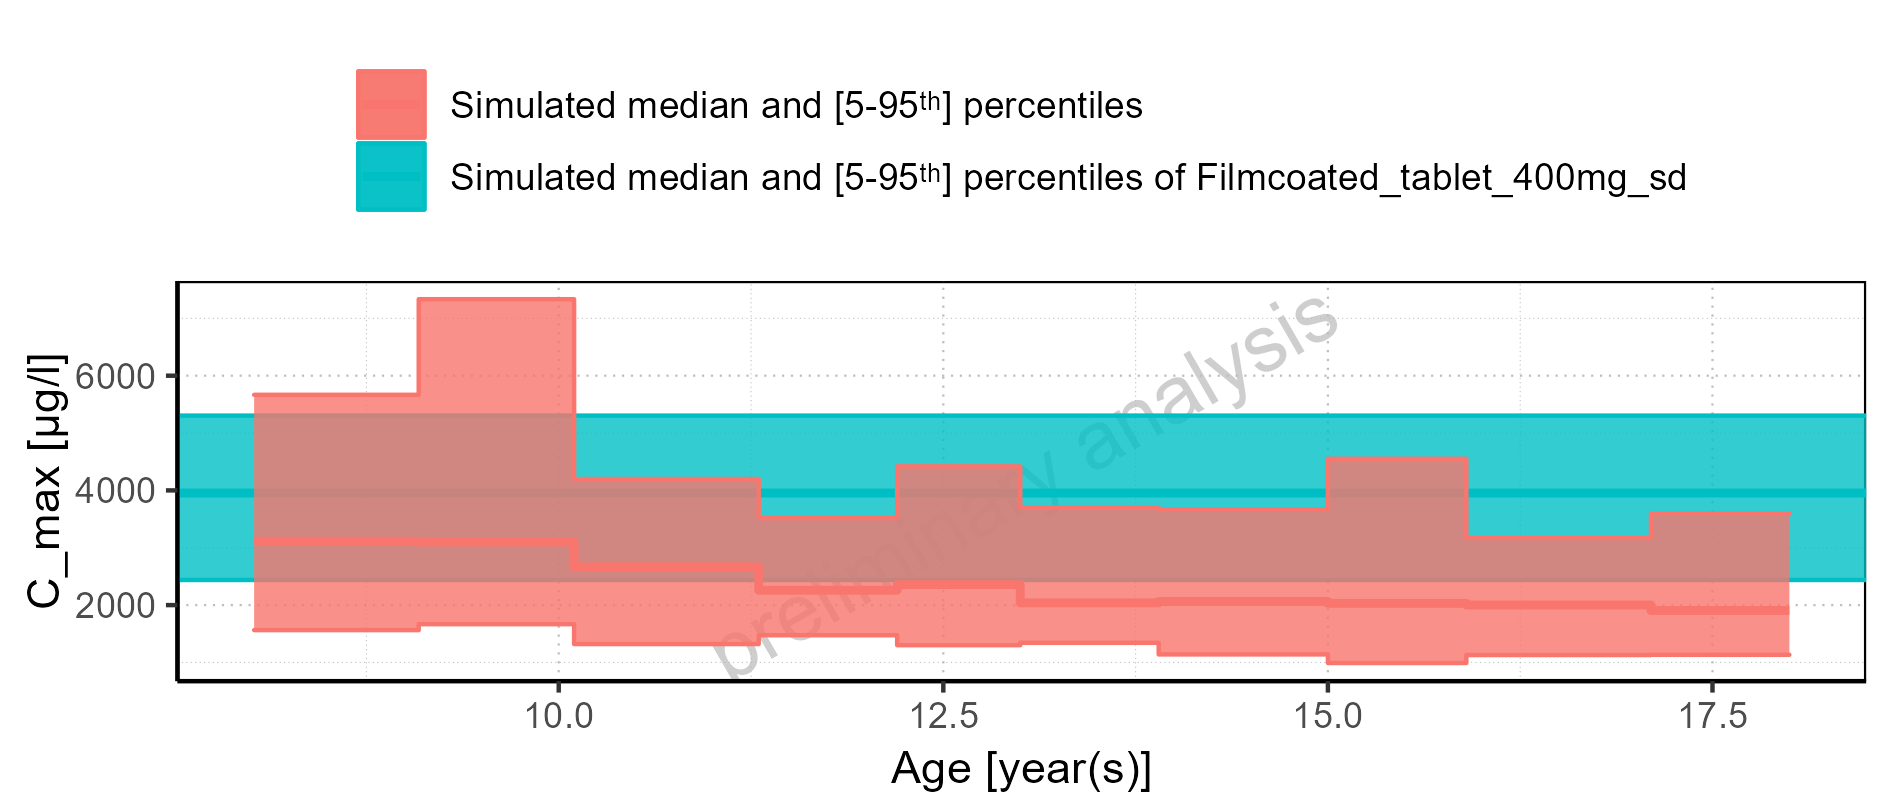 Simulated median and [5-95th] percentiles
Simulated median and [5-95th] percentiles of Filmcoated_tablet_400mg_sd
C_max [µg/l]
6000
4000
2000
preliminary analysis
10.0 12.5 15.0 17.5
Age [year(s)]